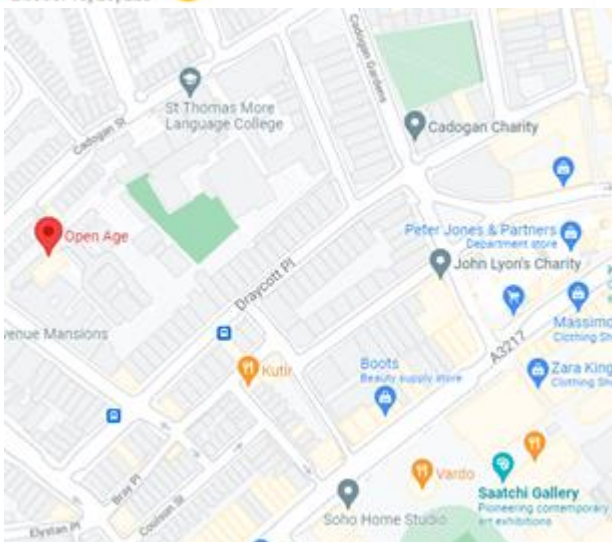 Cadogan Gardens
St Thomas More
Language College
Cadogan Charity
Cadogan St
Open Age
Peter Jones & Partners
Department store
John Lyon's Charity
Draycott Pl
Massimo
Clothing Sh
venue Mansions
A3217
Kutir
Boots
Beauty supply store
Zara King
Clothing Sh
Bray Pl
Vardo
Coulson St
Saatchi Gallery
Pioneering contemporary
art exhibitions
Soho Home Studio
Elystan Pl